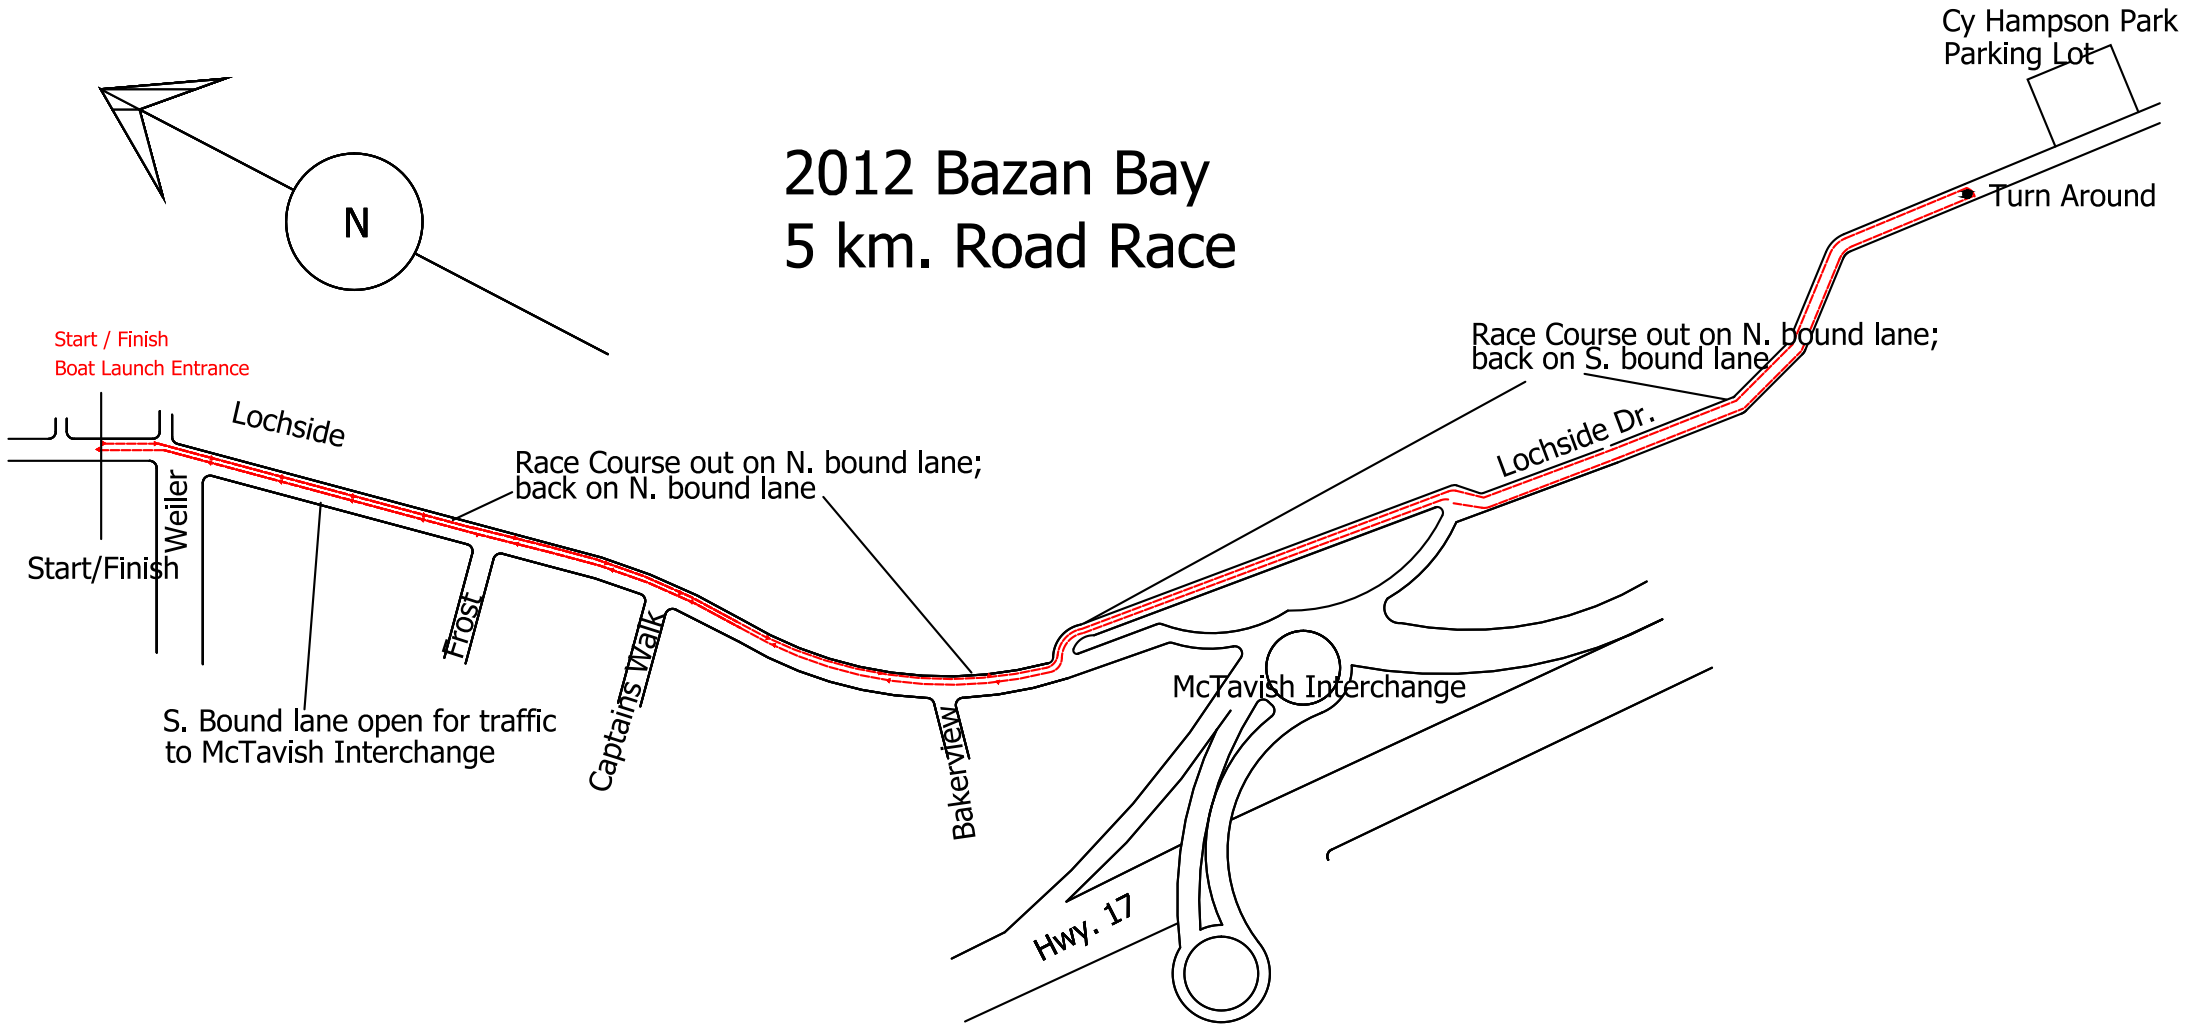 Cy Hampson Park
Parking Lot
2012 Bazan Bay
5 km. Road Race
N
Turn Around
Start / Finish
Boat Launch Entrance
Race Course out on N. bound lane;
back on S. bound lane
Lochside
Lochside Dr.
Race Course out on N. bound lane;
back on N. bound lane
Weiler
Start/Finish
Frost
Captains Walk
McTavish Interchange
S. Bound lane open for traffic
to McTavish Interchange
Bakerview
Hwy. 17